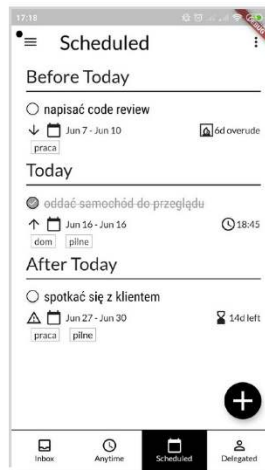 17:18
Scheduled
Before Today
napisać code review
Jun 7 - Jun 10
6d overude
praca
Today
oddać samochód do przeglądu
Jun 16 - Jun 16
18:45
dom pilne
After Today
spotkać się z klientem
Jun 27 - Jun 30
14d left
praca pilne
Inbox Anytime Scheduled Delegated